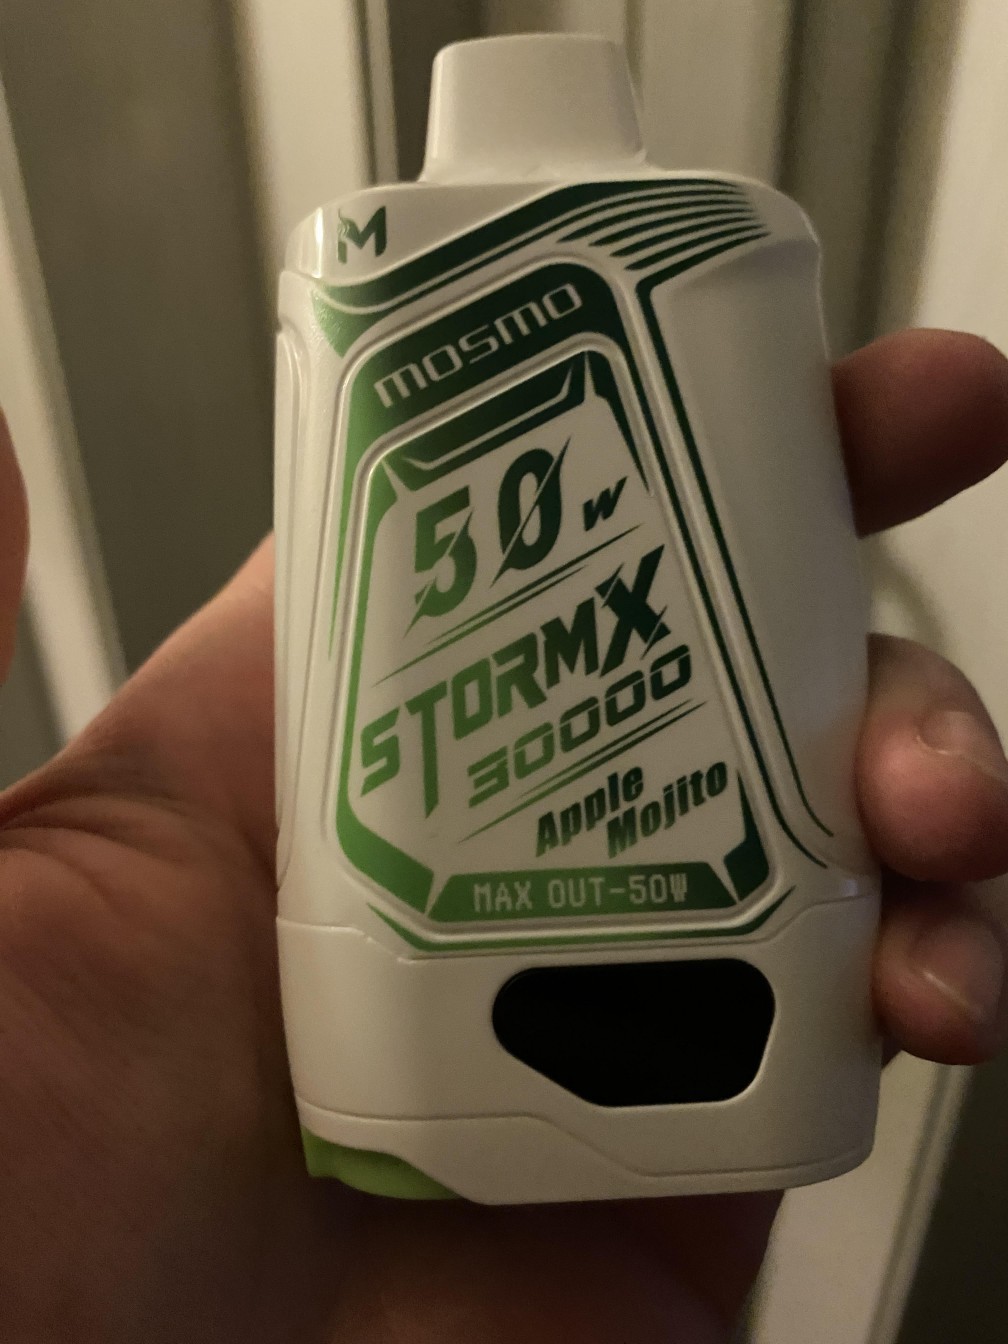 M
mosmo
50w
STORMX
30000
Apple
Mojito
MAX OUT-50W